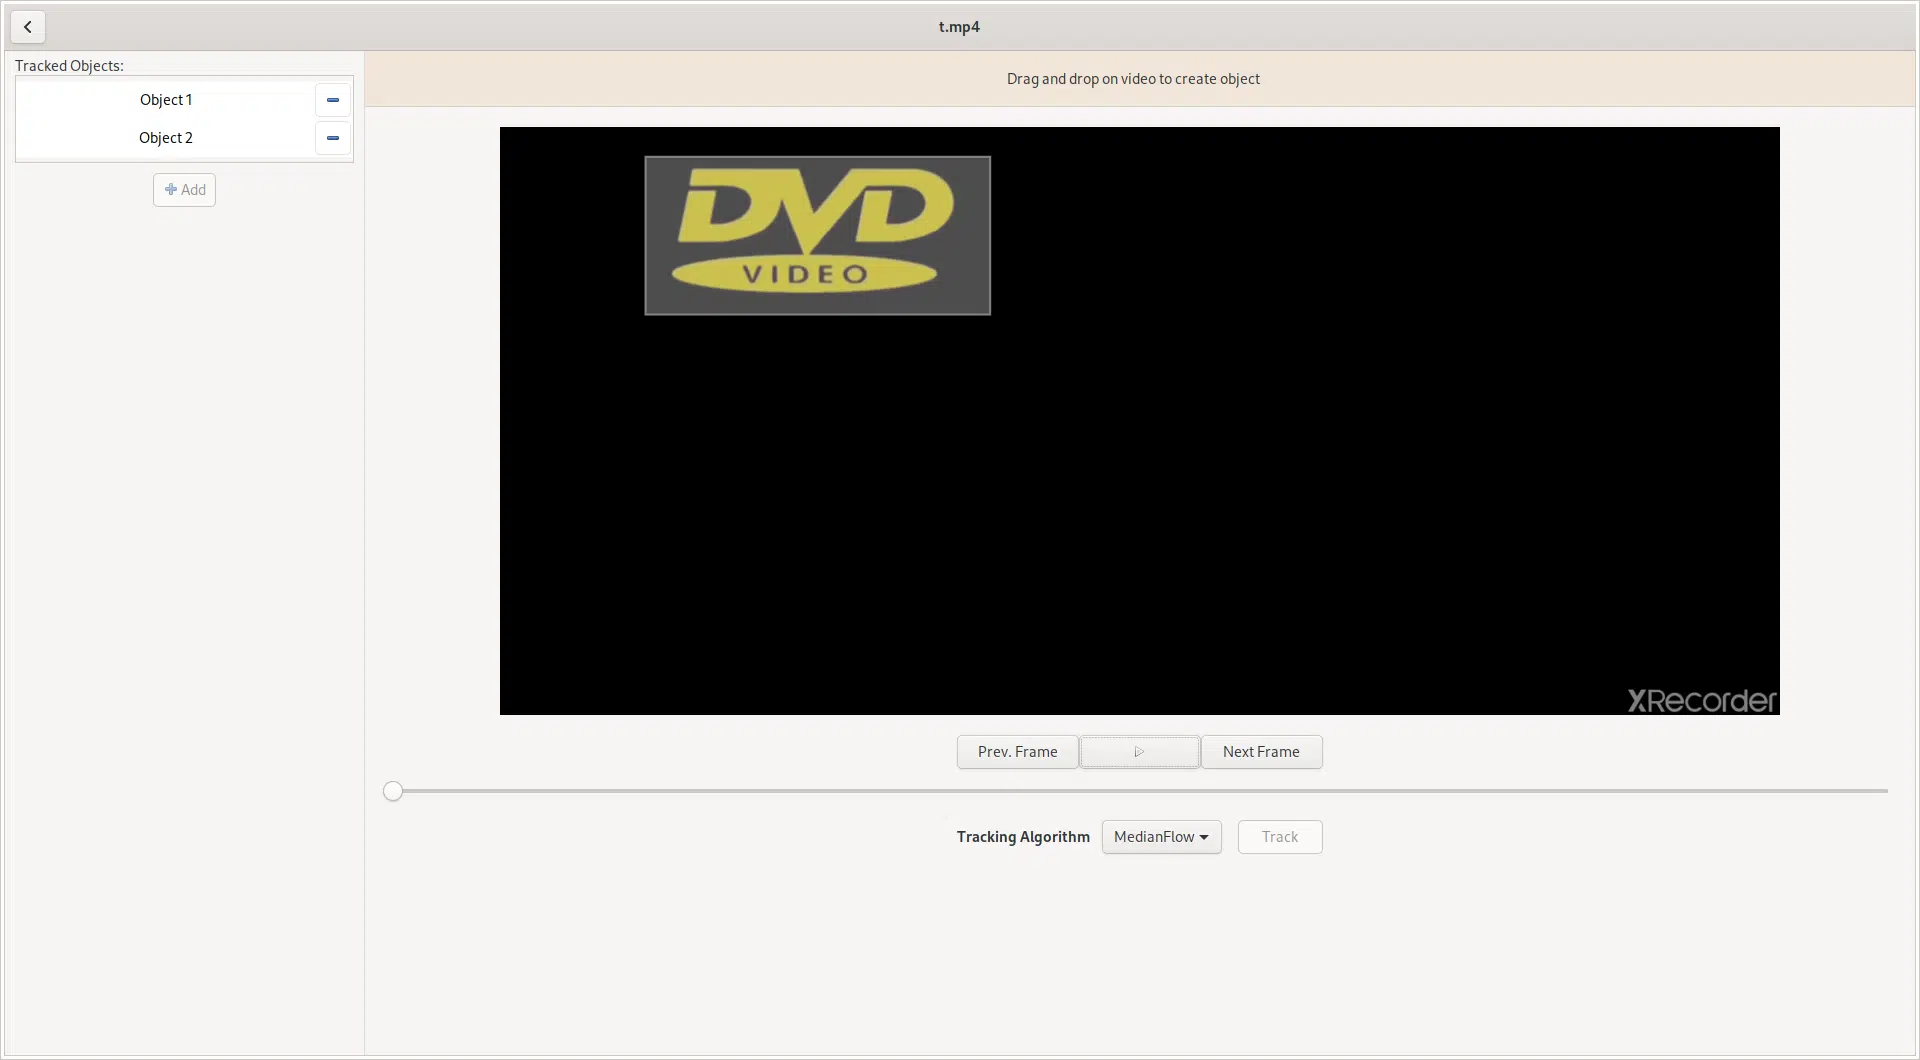 t.mp4
Tracked Objects:
Object 1
Object 2
Add
Drag and drop on video to create object
DVD
VIDEO
XRecorder
Prev. Frame
Next Frame
Tracking Algorithm MedianFlow Track